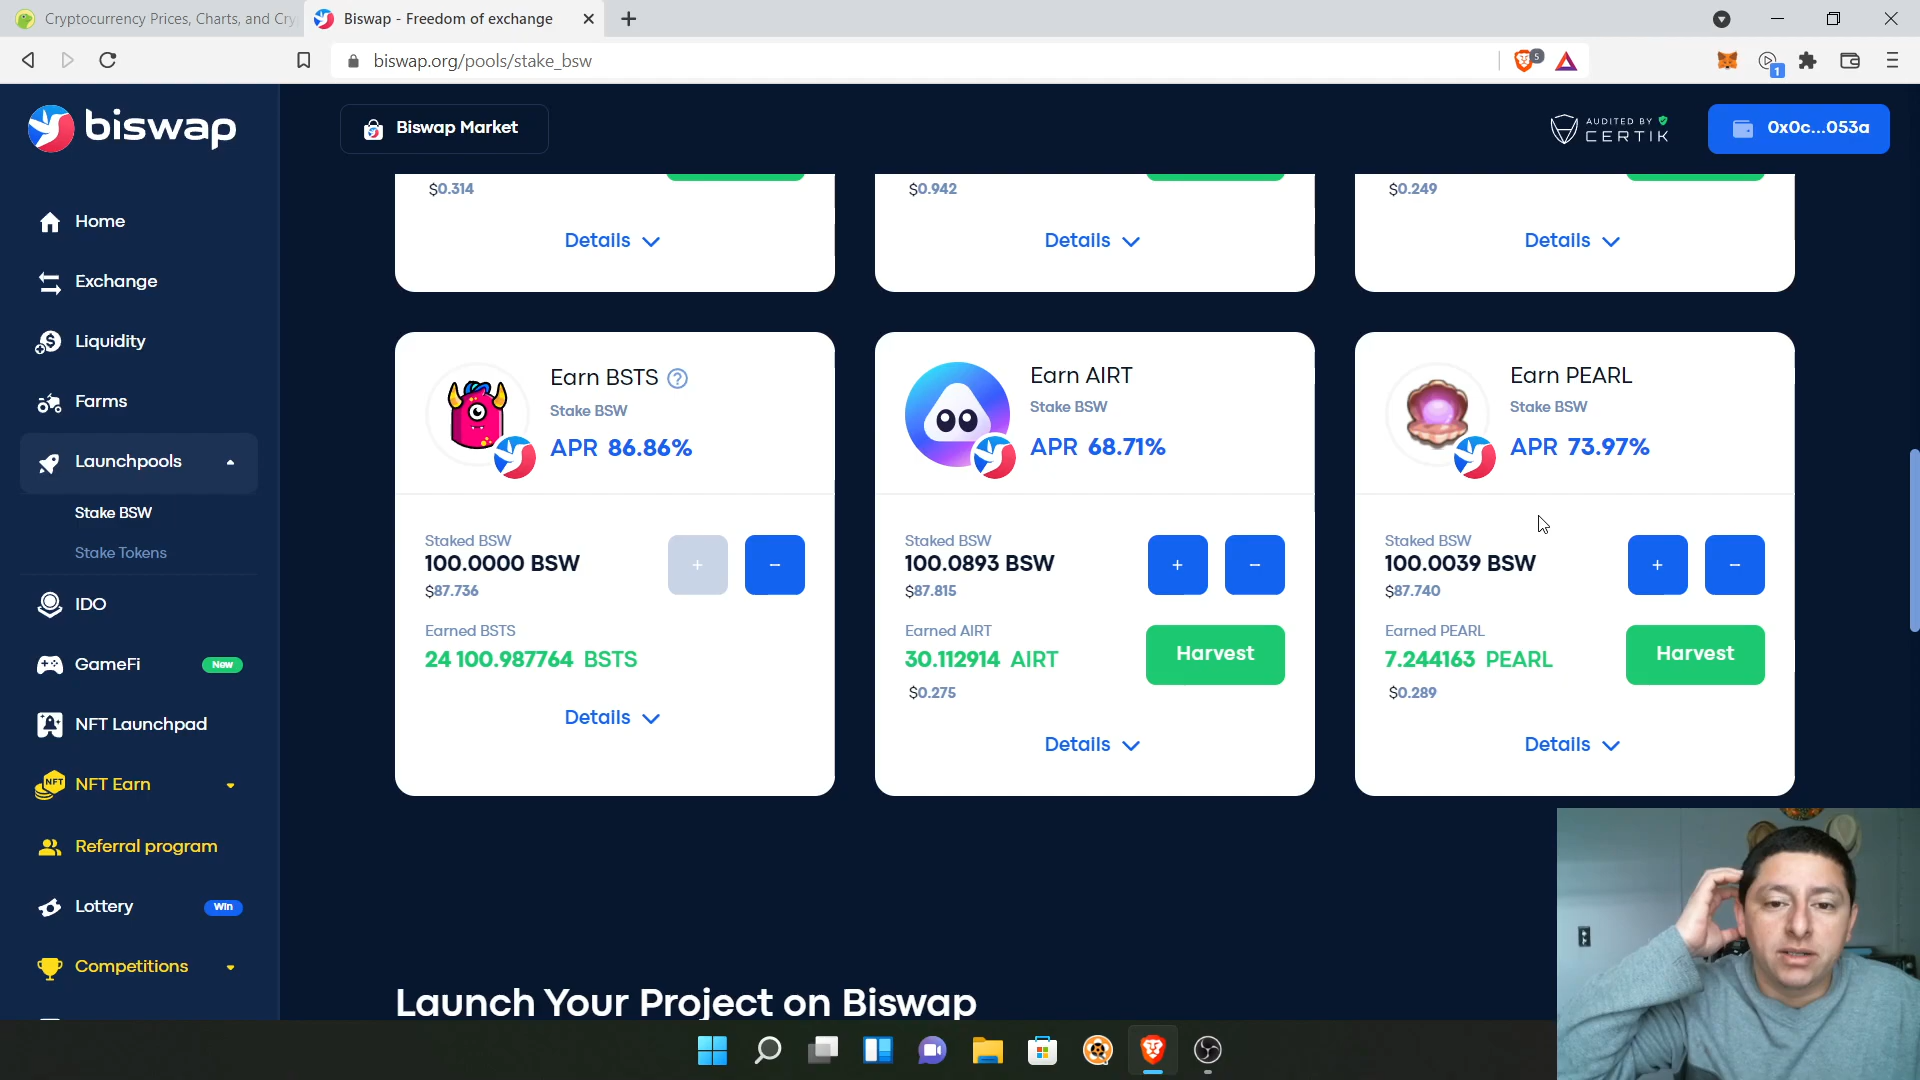 Cryptocurrency Prices, Charts, and Cry
Biswap - Freedom of exchange
biswap.org/pools/stake_bsw
5
1
biswap
Biswap Market
AUDITED BY
CERTIK
0x0c...053a
Home
Exchange
Liquidity
Farms
Launchpools
Stake BSW
Stake Tokens
IDO
GameFi
New
NFT Launchpad
NFT
NFT Earn
Referral program
Lottery
Win
Competitions
$0.314
Details
$0.942
Details
$0.249
Details
Earn BSTS ?
Stake BSW
APR 86.86%
Staked BSW
100.0000 BSW
$87.736
+
-
Earned BSTS
24 100.987764 BSTS
Details
Earn AIRT
Stake BSW
APR 68.71%
Staked BSW
100.0893 BSW
$87.815
+
-
Earned AIRT
30.112914 AIRT
$0.275
Harvest
Details
Earn PEARL
Stake BSW
APR 73.97%
Staked BSW
100.0039 BSW
$87.740
+
-
Earned PEARL
7.244163 PEARL
$0.289
Harvest
Details
Launch Your Project on Biswap